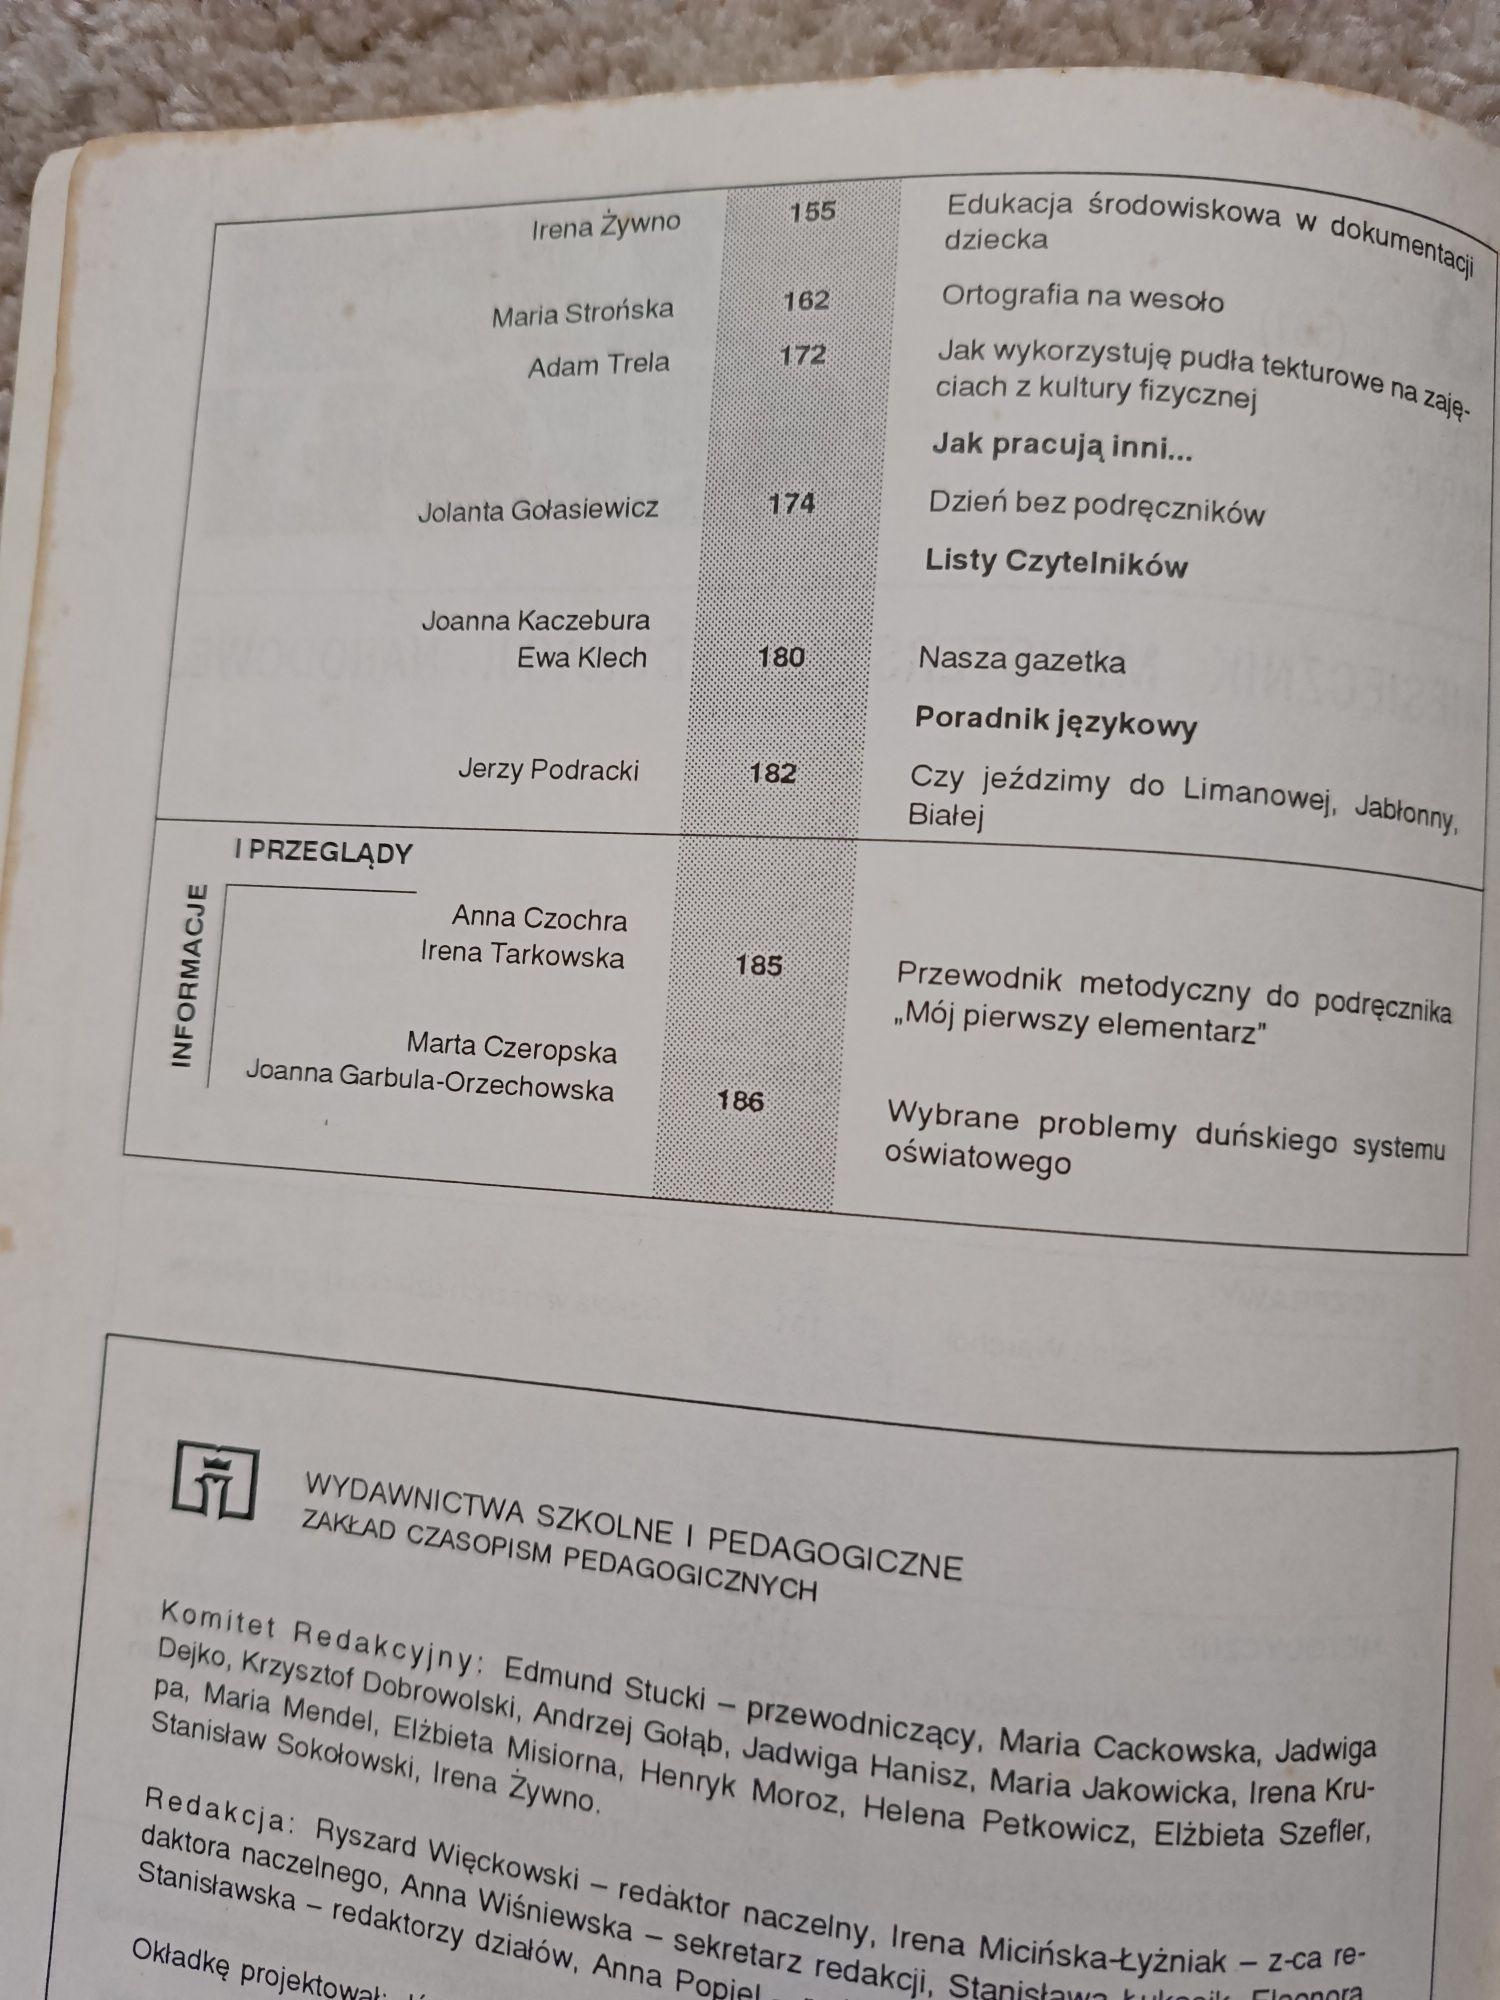 Irena Żywno 155 Edukacja środowiskowa w dokumentacji
dziecka
Maria Strońska 162 Ortografia na wesoło
Adam Trela 172 Jak wykorzystuję pudła tekturowe na zaję-
ciach z kultury fizycznej
Jak pracują inni...
Jolanta Gołasiewicz 174 Dzień bez podręczników
Listy Czytelników
Joanna Kaczebura
Ewa Klech 180 Nasza gazetka
Poradnik językowy
Jerzy Podracki 182 Czy jeździmy do Limanowej, Jabłonny,
Białej
INFORMACJE
I PRZEGLĄDY
Anna Czochra
Irena Tarkowska 185 Przewodnik metodyczny do podręcznika
„Mój pierwszy elementarz"
Marta Czeropska
Joanna Garbula-Orzechowska 186 Wybrane problemy duńskiego systemu
oświatowego
WYDAWNICTWA SZKOLNE I PEDAGOGICZNE
ZAKŁAD CZASOPISM PEDAGOGICZNYCH
Komitet Redakcyjny: Edmund Stucki – przewodniczący, Maria Cackowska, Jadwiga
Dejko, Krzysztof Dobrowolski, Andrzej Gołąb, Jadwiga Hanisz, Maria Jakowicka, Irena Kru-
pa, Maria Mendel, Elżbieta Misiorna, Henryk Moroz, Helena Petkowicz, Elżbieta Szefler,
Stanisław Sokołowski, Irena Żywno.
Redakcja: Ryszard Więckowski – redaktor naczelny, Irena Micińska-Łyżniak – z-ca re-
daktora naczelnego, Anna Wiśniewska – sekretarz redakcji, Stanisława Łukasik, Eleonora
Stanisławska – redaktorzy działów, Anna Popiel –
Okładkę projektował: